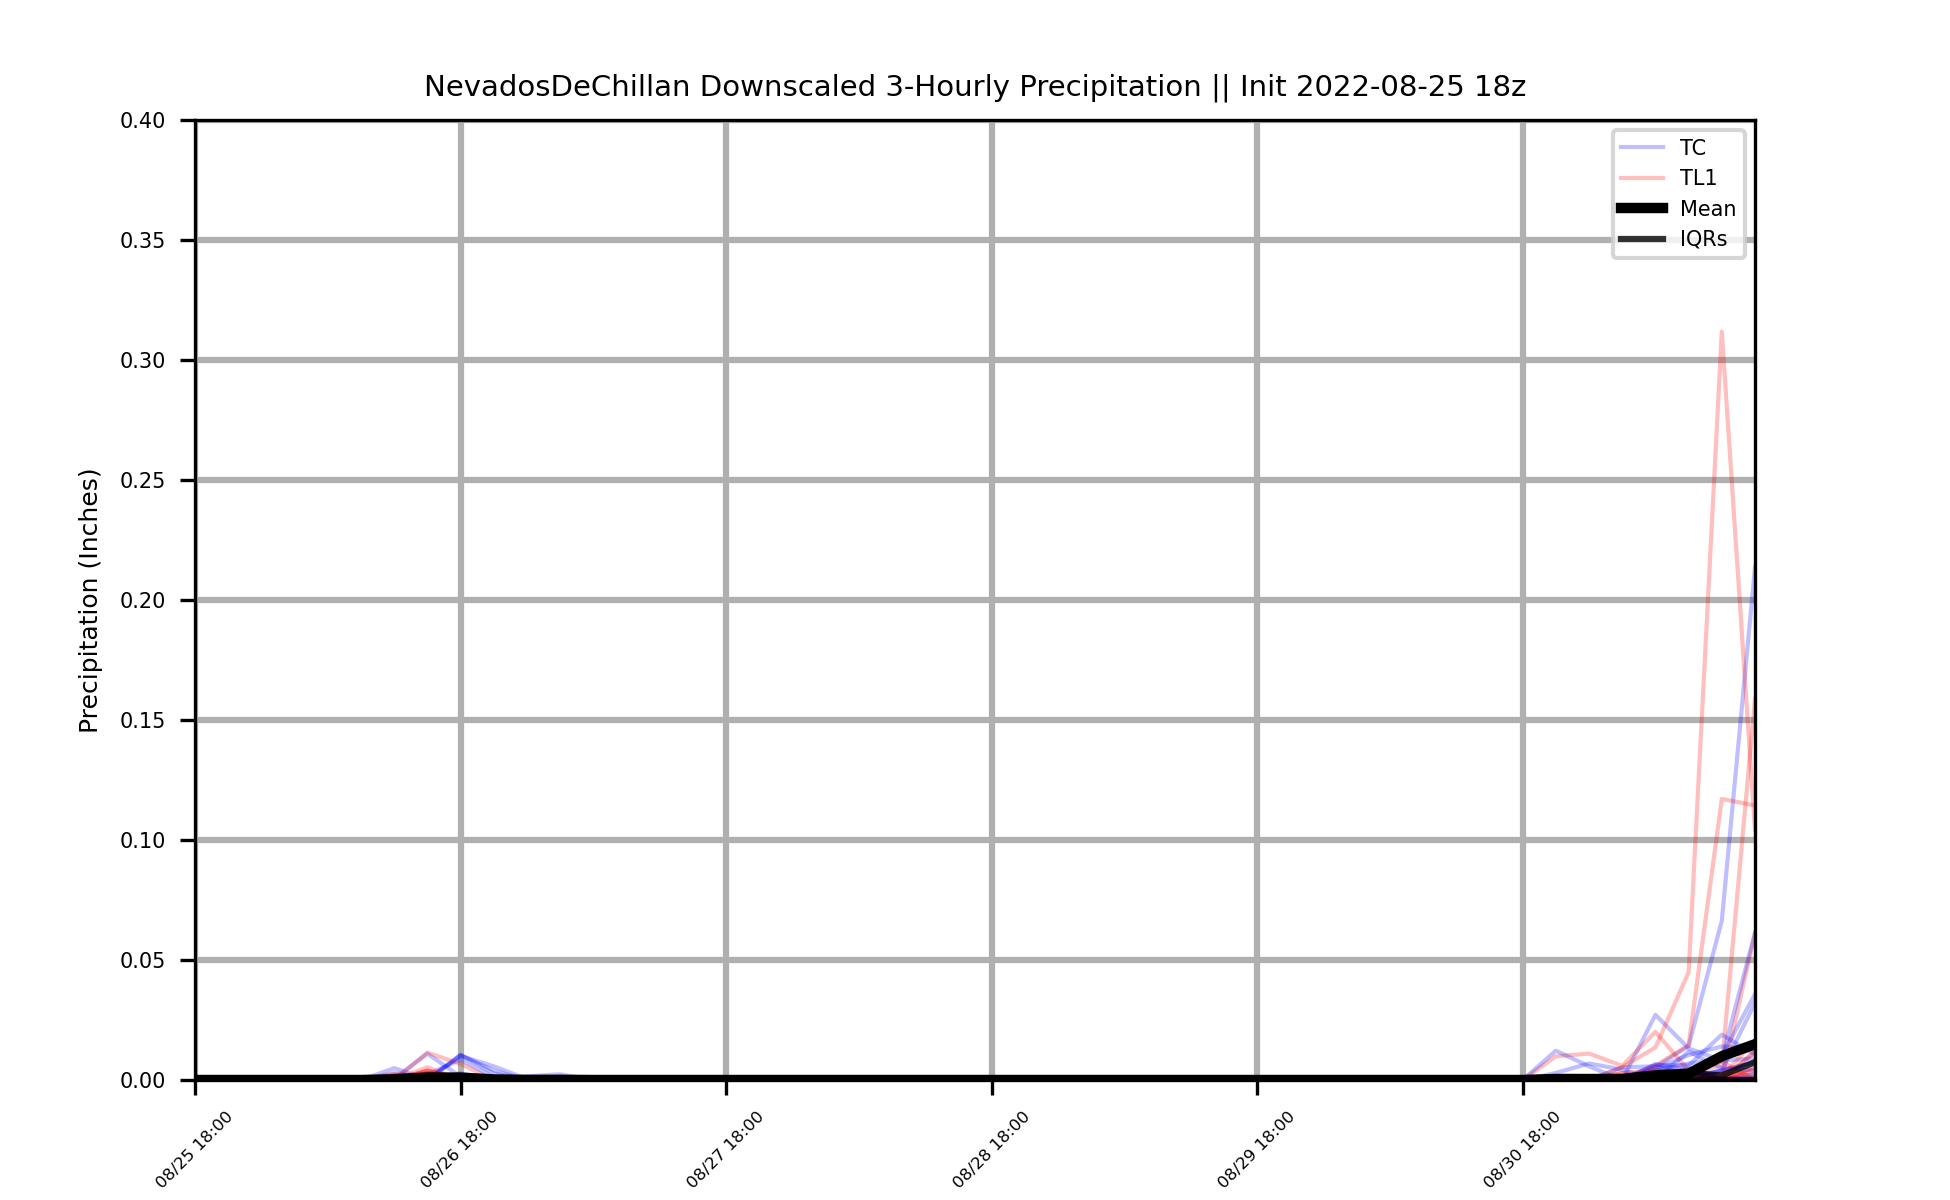 NevadosDeChillan Downscaled 3-Hourly Precipitation || Init 2022-08-25 18z
Precipitation (Inches)
0.40
0.35
0.30
0.25
0.20
0.15
0.10
0.05
0.00
TC
TL1
Mean
IQRs
08/25 18:00
08/26 18:00
08/27 18:00
08/28 18:00
08/29 18:00
08/30 18:00